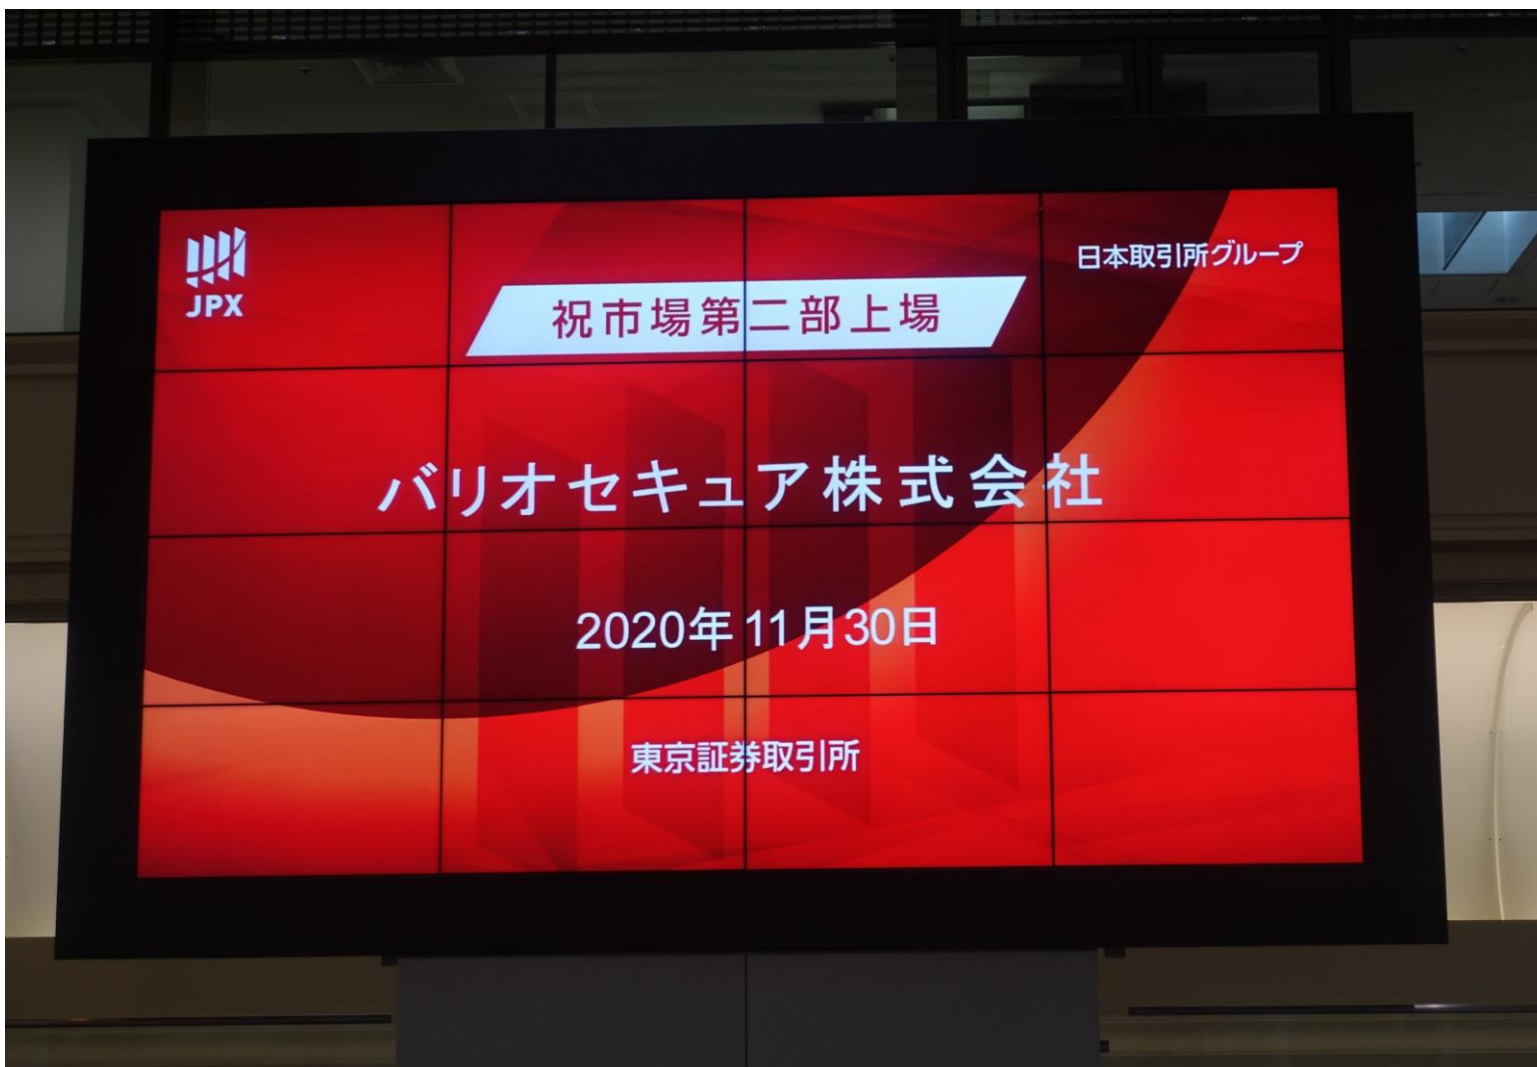 JPX
日本取引所グループ
祝市場第二部上場
バリオセキュア株式会社
2020年11月30日
東京証券取引所